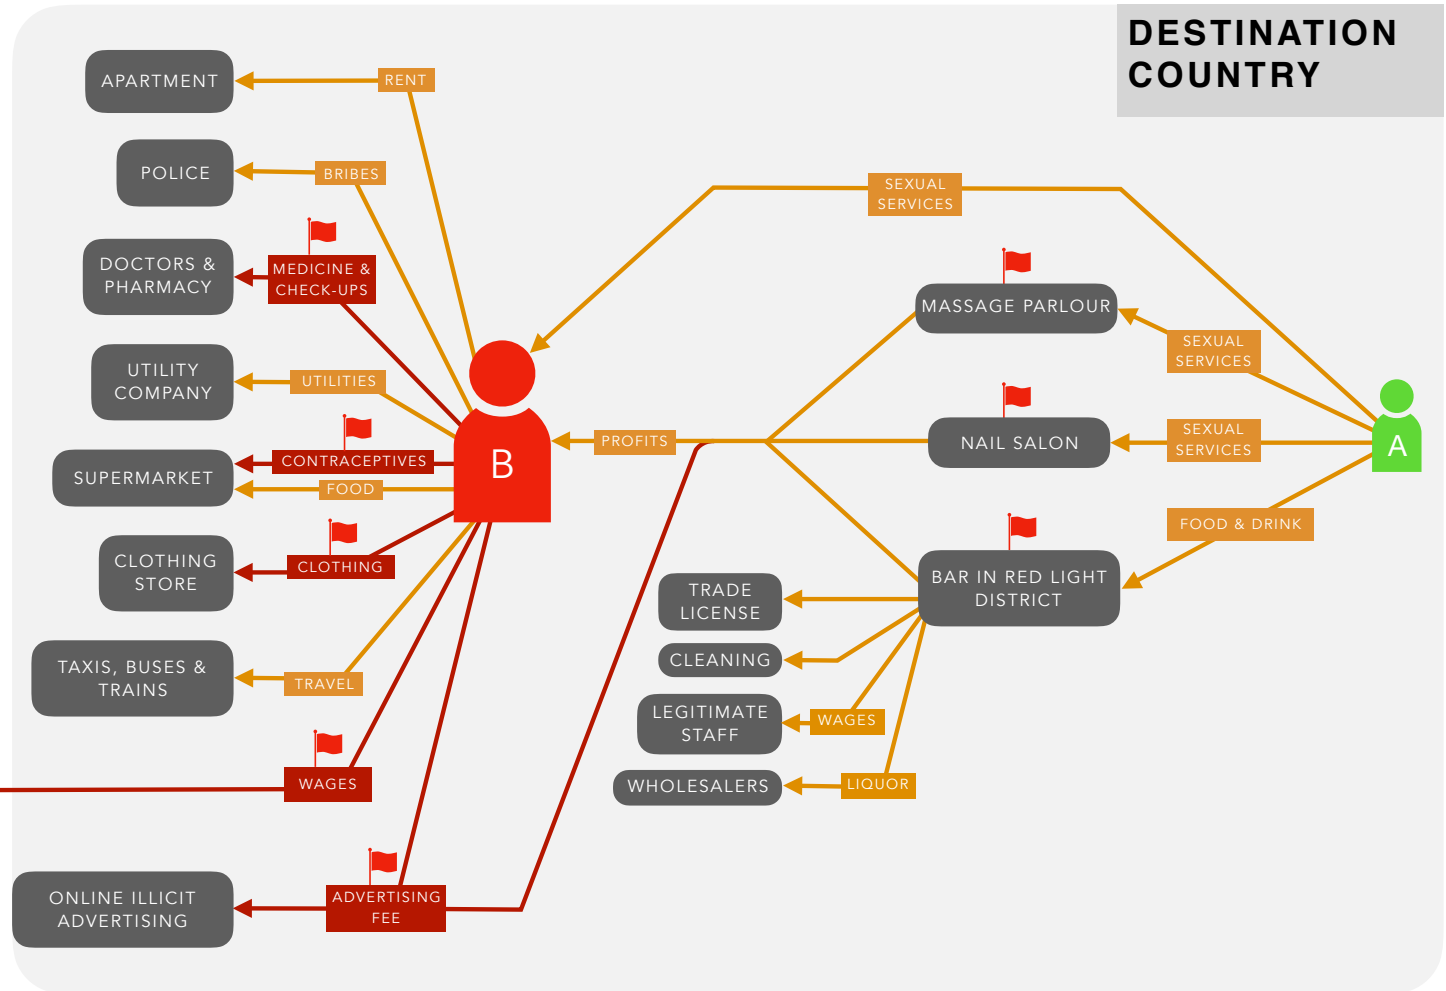 DESTINATION
COUNTRY
APARTMENT
RENT
POLICE
BRIBES
DOCTORS &
PHARMACY
MEDICINE &
CHECK-UPS
UTILITY
COMPANY
UTILITIES
SUPERMARKET
CONTRACEPTIVES
FOOD
CLOTHING
STORE
CLOTHING
TAXIS, BUSES &
TRAINS
TRAVEL
WAGES
ONLINE ILLICIT
ADVERTISING
ADVERTISING
FEE
B
PROFITS
SEXUAL
SERVICES
MASSAGE PARLOUR
SEXUAL
SERVICES
NAIL SALON
SEXUAL
SERVICES
A
BAR IN RED LIGHT
DISTRICT
FOOD & DRINK
TRADE
LICENSE
CLEANING
LEGITIMATE
STAFF
WAGES
WHOLESALERS
LIQUOR